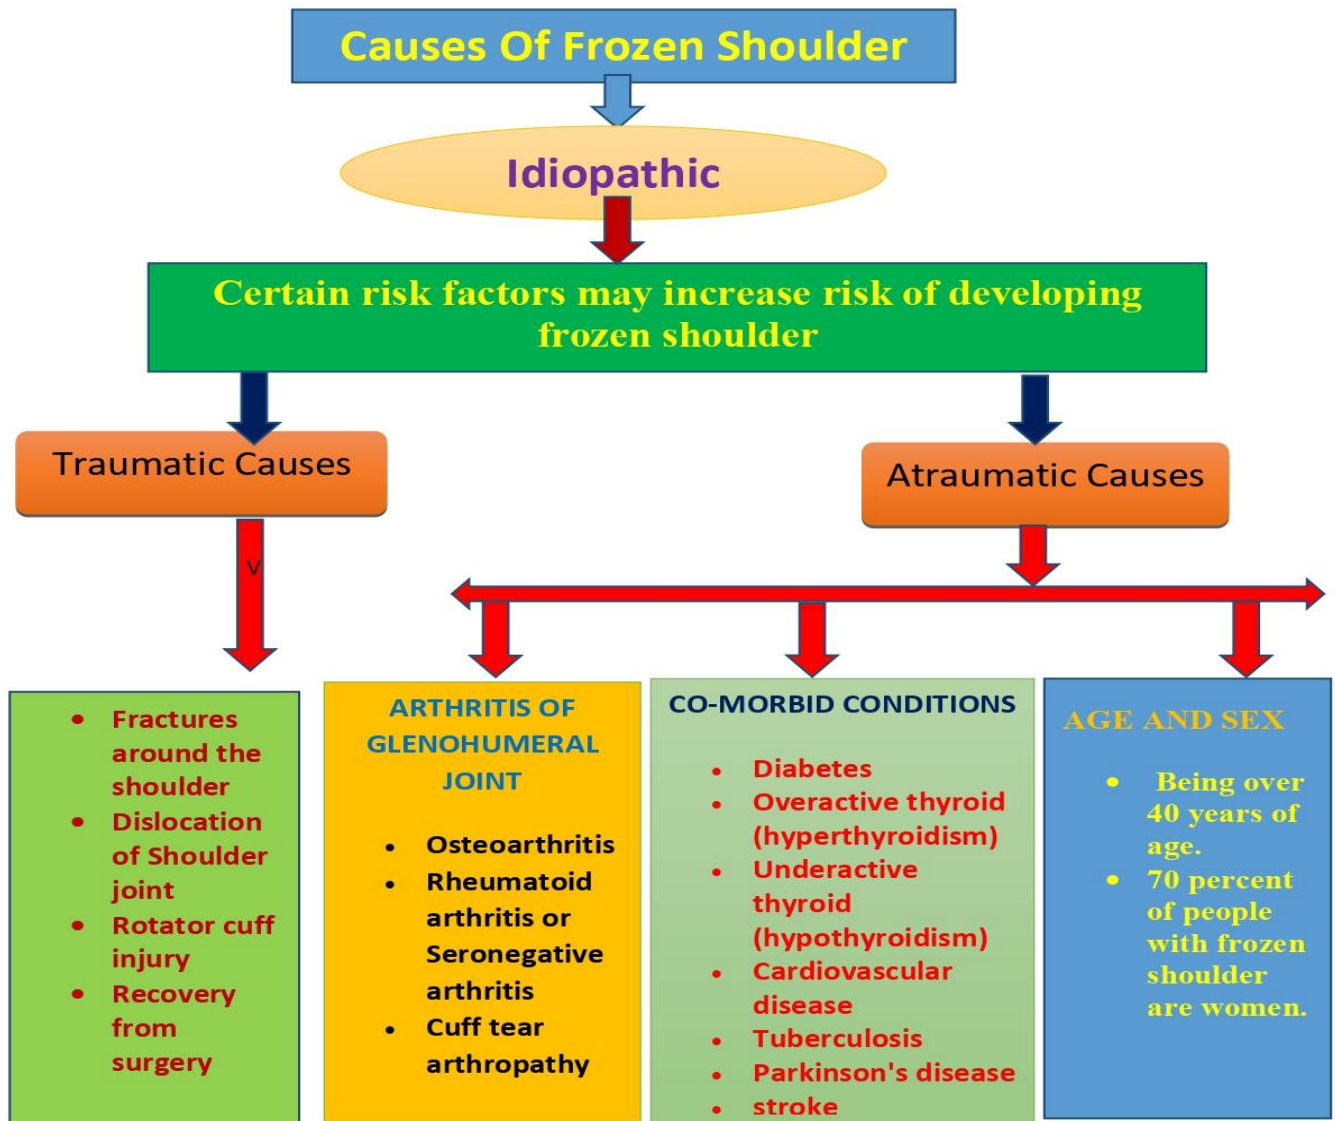 Causes Of Frozen Shoulder
Idiopathic
Certain risk factors may increase risk of developing
frozen shoulder
Traumatic Causes
Atraumatic Causes
v
• Fractures
around the
shoulder
• Dislocation
of Shoulder
joint
• Rotator cuff
injury
• Recovery
from
surgery
ARTHRITIS OF
GLENOHUMERAL
JOINT
• Osteoarthritis
• Rheumatoid
arthritis or
Seronegative
arthritis
• Cuff tear
arthropathy
CO-MORBID CONDITIONS
• Diabetes
• Overactive thyroid
(hyperthyroidism)
• Underactive
thyroid
(hypothyroidism)
• Cardiovascular
disease
• Tuberculosis
• Parkinson's disease
• stroke
AGE AND SEX
• Being over
40 years of
age.
• 70 percent
of people
with frozen
shoulder
are women.